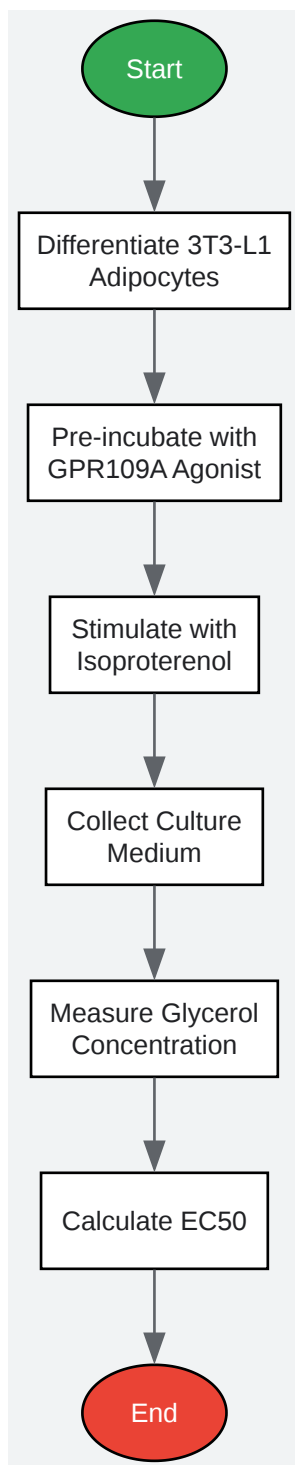 Start
Differentiate 3T3-L1
Adipocytes
Pre-incubate with
GPR109A Agonist
Stimulate with
Isoproterenol
Collect Culture
Medium
Measure Glycerol
Concentration
Calculate EC50
End